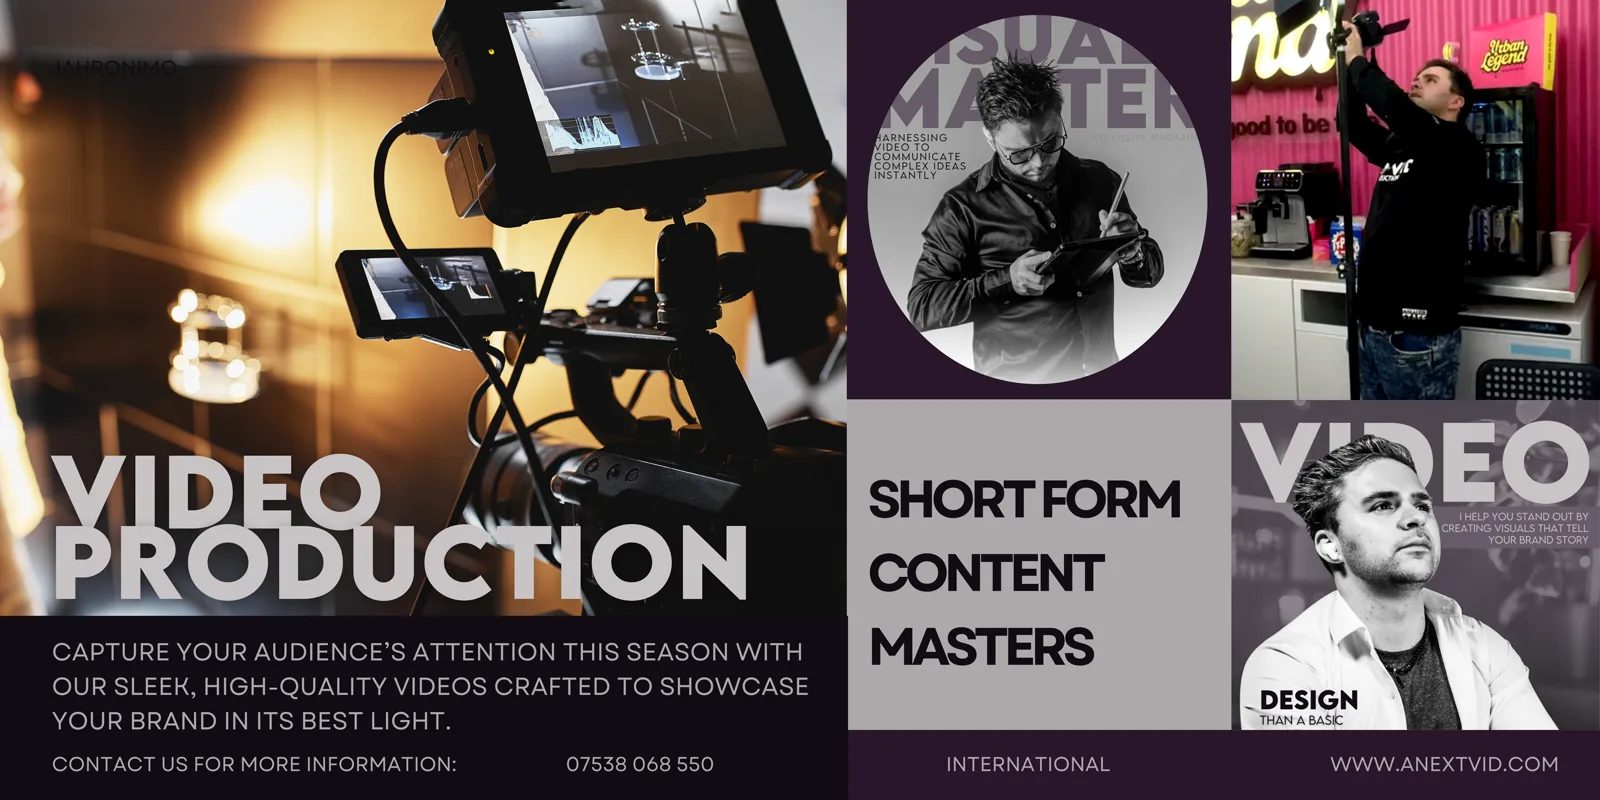 JAHRONIMO
VIDEO
PRODUCTION
CAPTURE YOUR AUDIENCE'S ATTENTION THIS SEASON WITH
OUR SLEEK, HIGH-QUALITY VIDEOS CRAFTED TO SHOWCASE
YOUR BRAND IN ITS BEST LIGHT.
CONTACT US FOR MORE INFORMATION:
07538 068 550
VISUAL
MASTER
HARNESSING
VIDEO TO
COMMUNICATE
COMPLEX IDEAS
INSTANTLY
Urban
Legend
good to be
SHORT FORM
CONTENT
MASTERS
VIDEO
I HELP YOU STAND OUT BY
CREATING VISUALS THAT TELL
YOUR BRAND STORY
DESIGN
THAN A BASIC
INTERNATIONAL
WWW.ANEXTVID.COM